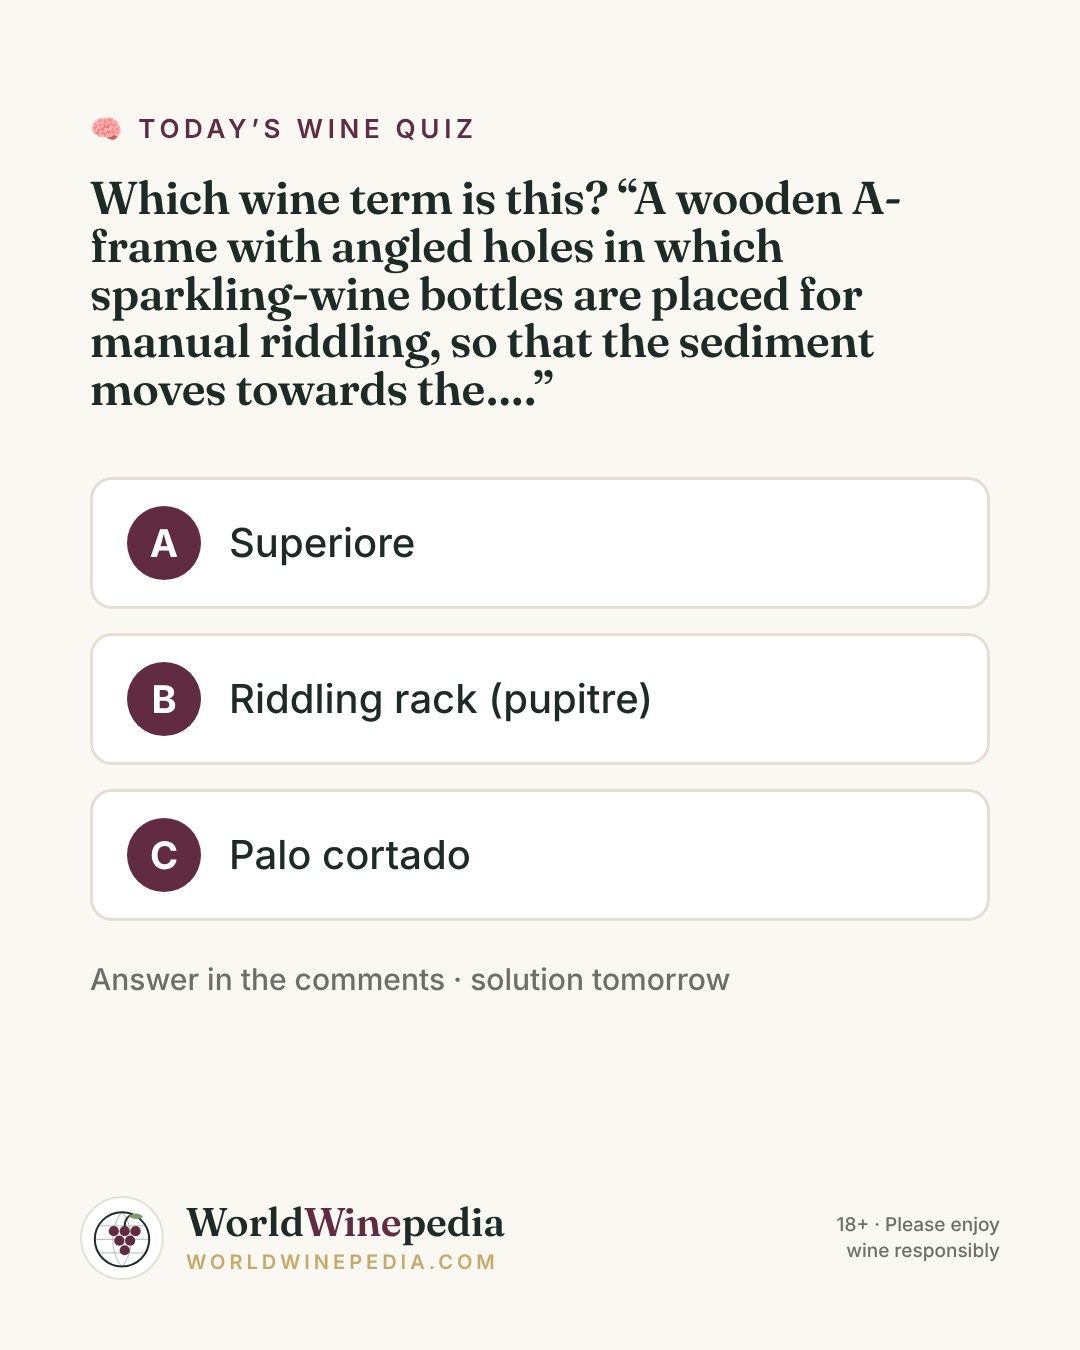 🧠 TODAY’S WINE QUIZ
Which wine term is this? “A wooden A-
frame with angled holes in which
sparkling-wine bottles are placed for
manual riddling, so that the sediment
moves towards the....”
A Superiore
B Riddling rack (pupitre)
C Palo cortado
Answer in the comments · solution tomorrow
WorldWinepedia
WORLDWINEPEDIA.COM
18+ · Please enjoy
wine responsibly